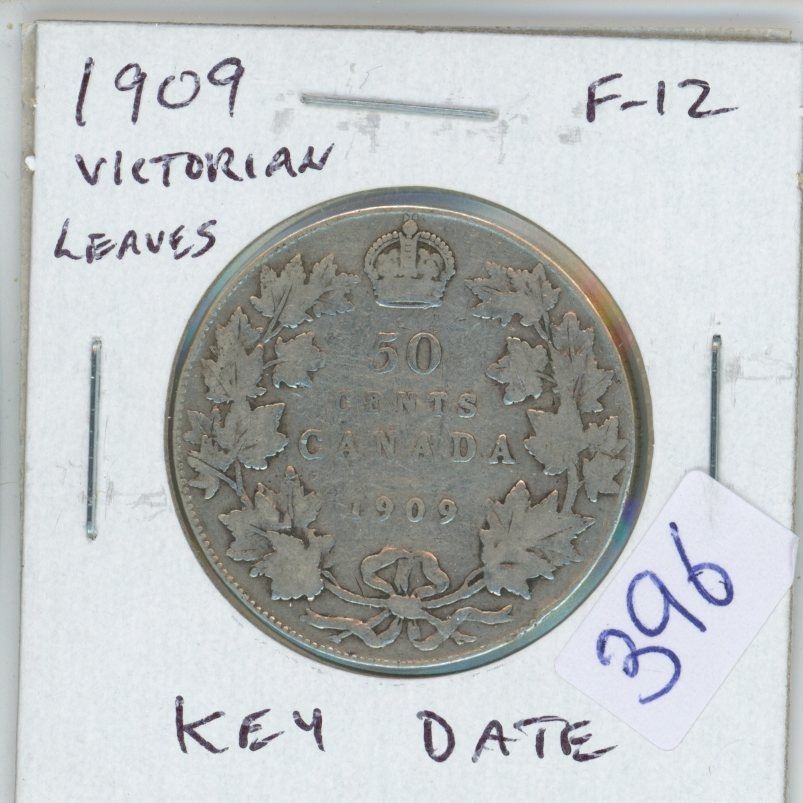 1909
F-12
VICTORIAN
LEAVES
50
CENTS
CANADA
1909
396
KEY DATE